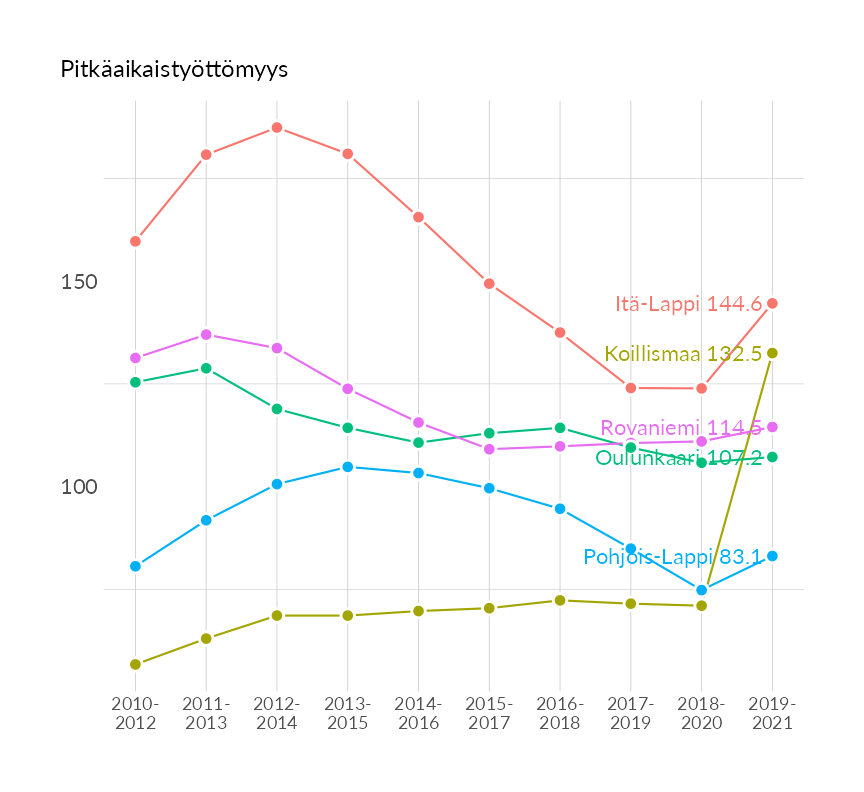 Pitkäaikaistyöttömyys
150
100
Itä-Lappi 144.6
Koillismaa 132.5
Rovaniemi 114.5
Oulunkaari 107.2
Pohjois-Lappi 83.1
2010- 2011- 2012- 2013- 2014- 2015- 2016- 2017- 2018- 2019-
2012 2013 2014 2015 2016 2017 2018 2019 2020 2021